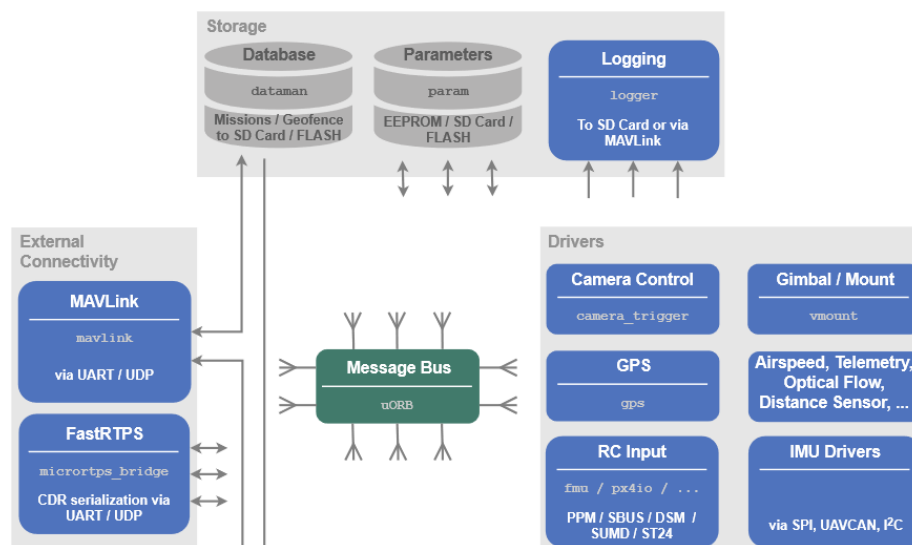 Storage
Database
dataman
Missions / Geofence
to SD Card / FLASH
Parameters
param
EEPROM / SD Card /
FLASH
Logging
logger
To SD Card or via
MAVLink
External
Connectivity
MAVLink
mavlink
via UART / UDP
FastRTPS
micrortps_bridge
CDR serialization via
UART / UDP
Message Bus
uORB
Drivers
Camera Control
camera_trigger
Gimbal / Mount
vmount
GPS
gps
Airspeed, Telemetry,
Optical Flow,
Distance Sensor, ...
RC Input
fmu / px4io / ...
PPM / SBUS / DSM /
SUMD / ST24
IMU Drivers
via SPI, UAVCAN, I²C